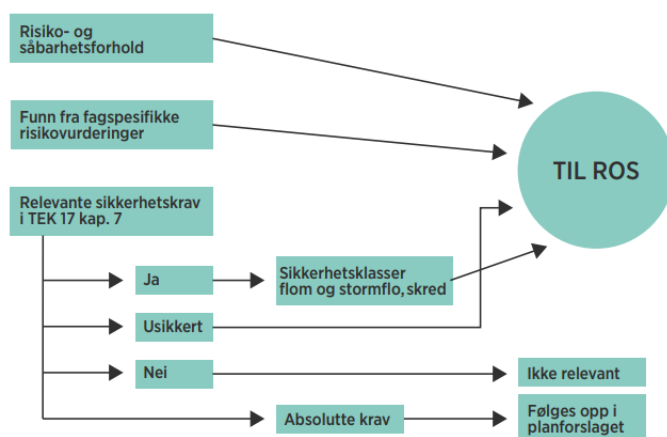 Risiko- og
såbarhetsforhold
Funn fra fagspesifikke
risikovurderinger
TIL ROS
Relevante sikkerhetskrav
i TEK 17 kap. 7
Ja
Sikkerhetsklasser
flom og stormflo, skred
Usikkert
Nei
Ikke relevant
Absolutte krav
Følges opp i
planforslaget